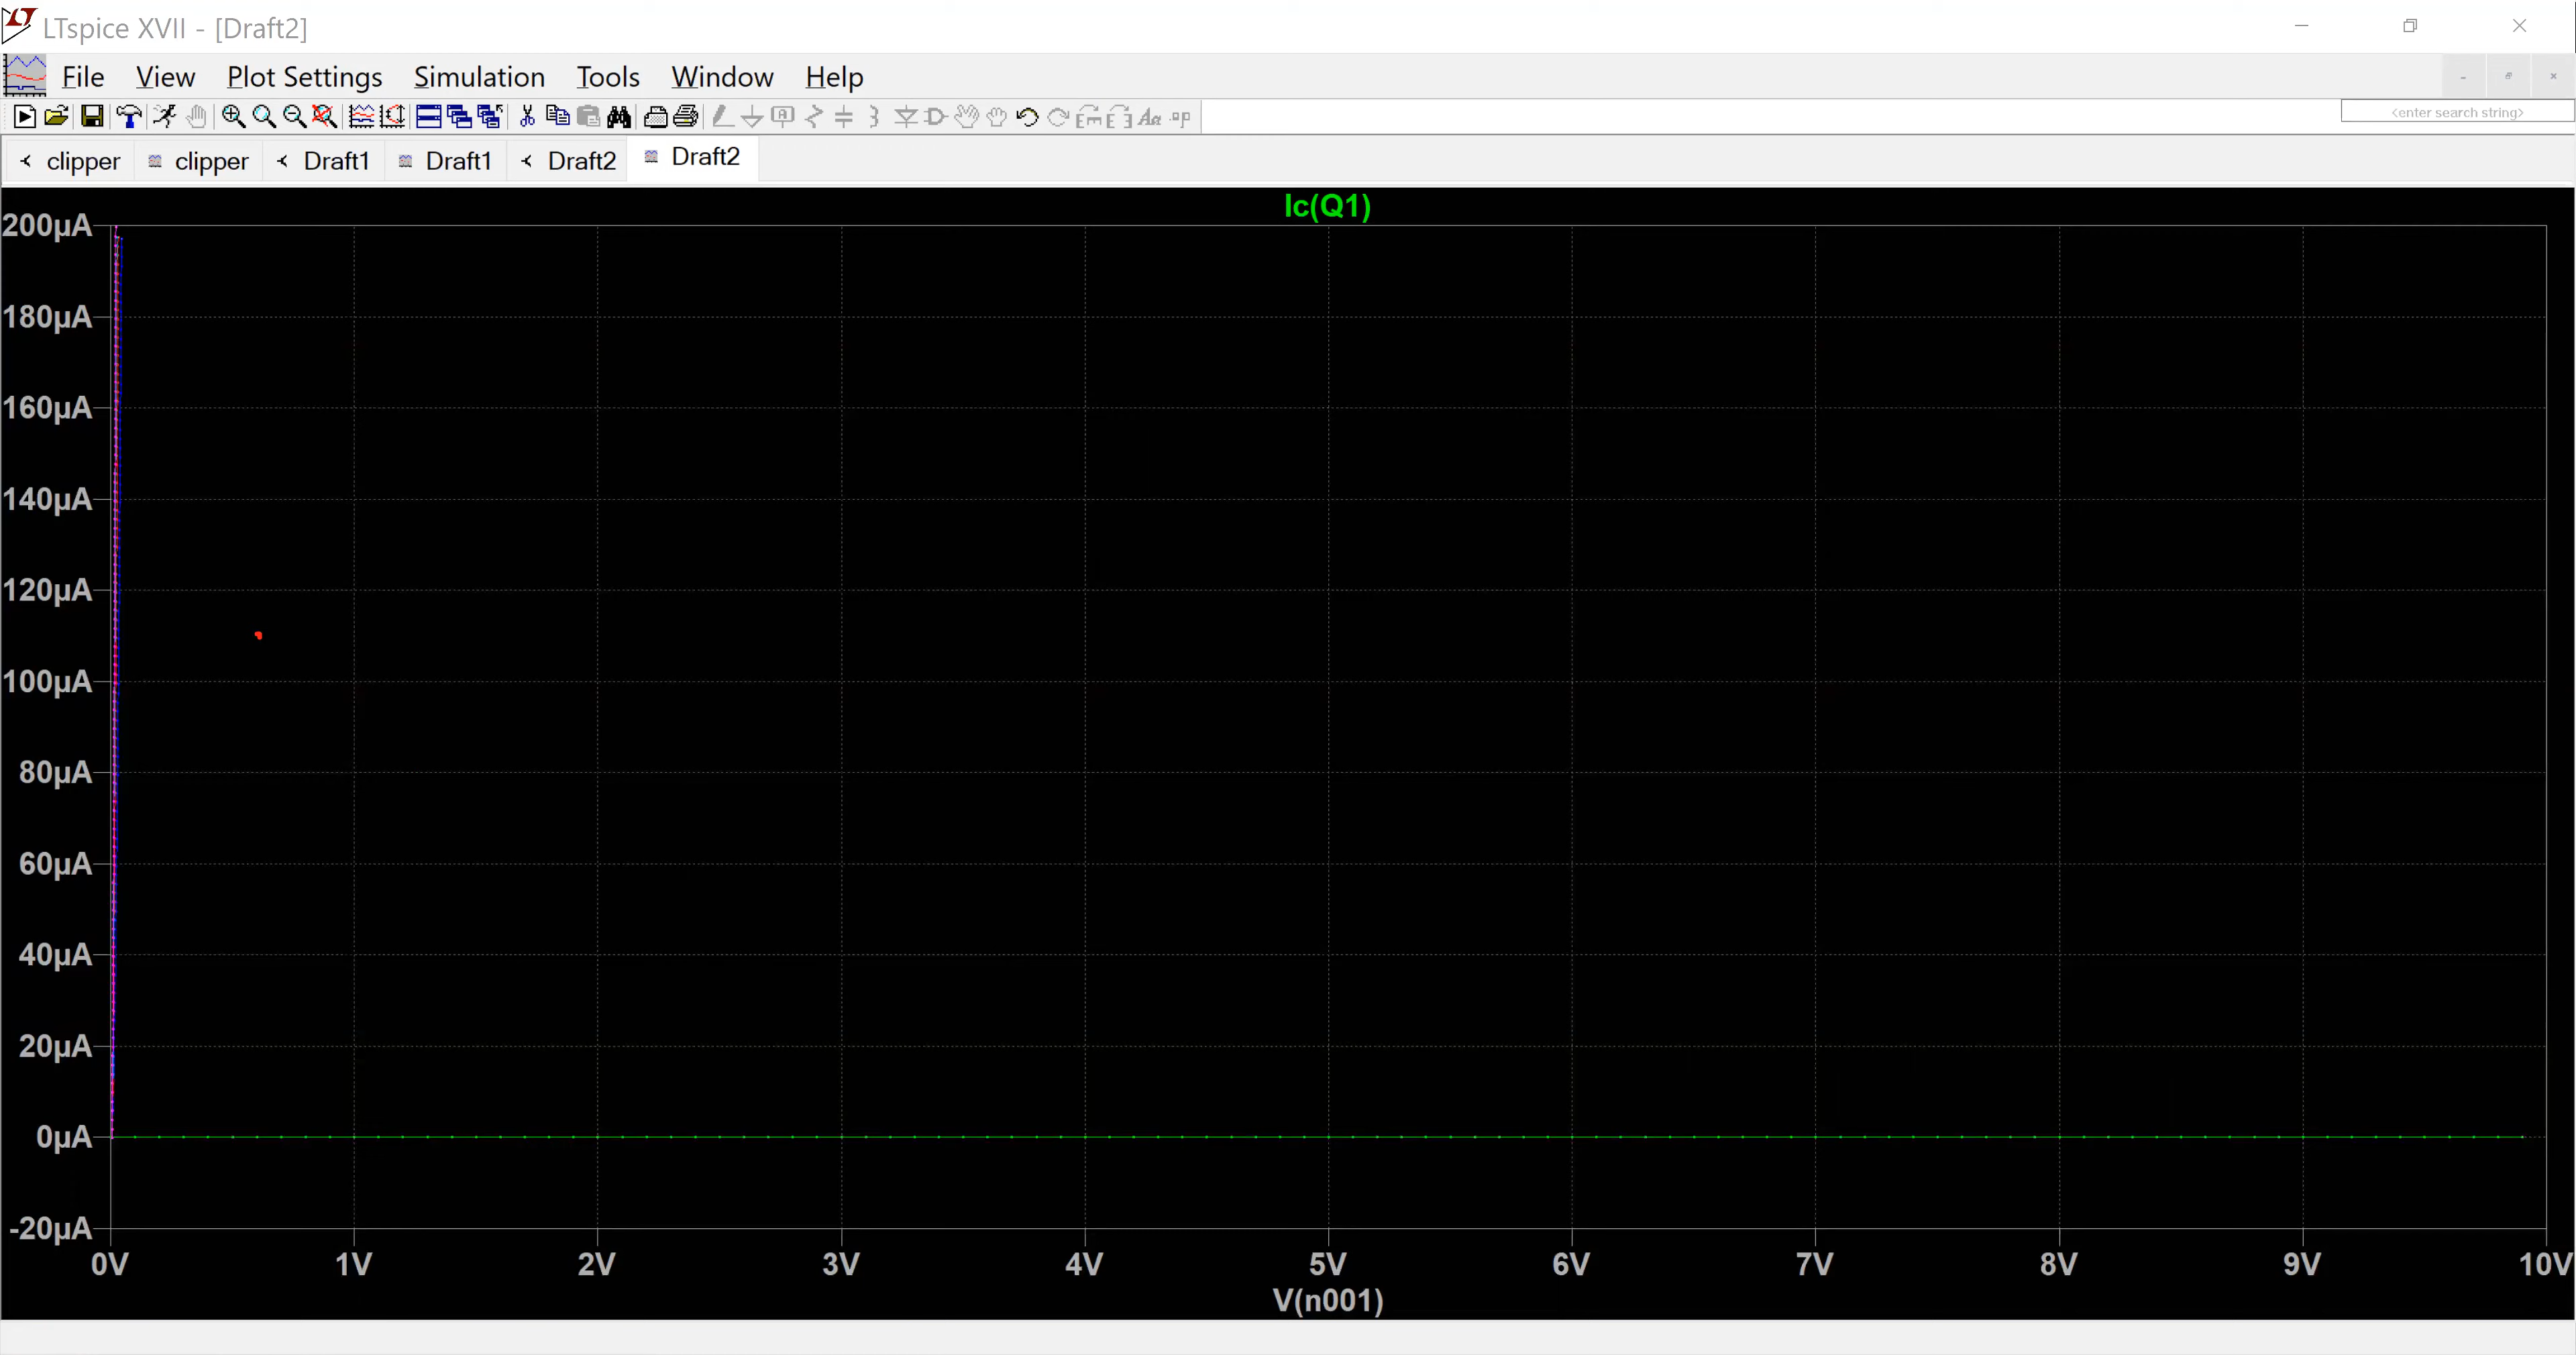 LTspice XVII - [Draft2]
File View Plot Settings Simulation Tools Window Help
<enter search string>
clipper clipper Draft1 Draft1 Draft2 Draft2
Ic(Q1)
200µA
180µA
160µA
140µA
120µA
100µA
80µA
60µA
40µA
20µA
0µA
-20µA
0V 1V 2V 3V 4V 5V 6V 7V 8V 9V 10V
V(n001)